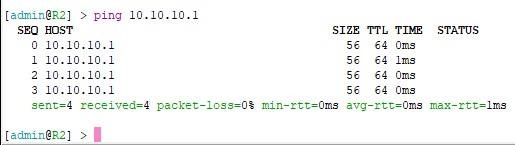 [admin@R2] > ping 10.10.10.1
SEQ HOST SIZE TTL TIME STATUS
0 10.10.10.1 56 64 0ms
1 10.10.10.1 56 64 1ms
2 10.10.10.1 56 64 0ms
3 10.10.10.1 56 64 0ms
sent=4 received=4 packet-loss=0% min-rtt=0ms avg-rtt=0ms max-rtt=1ms
[admin@R2] >